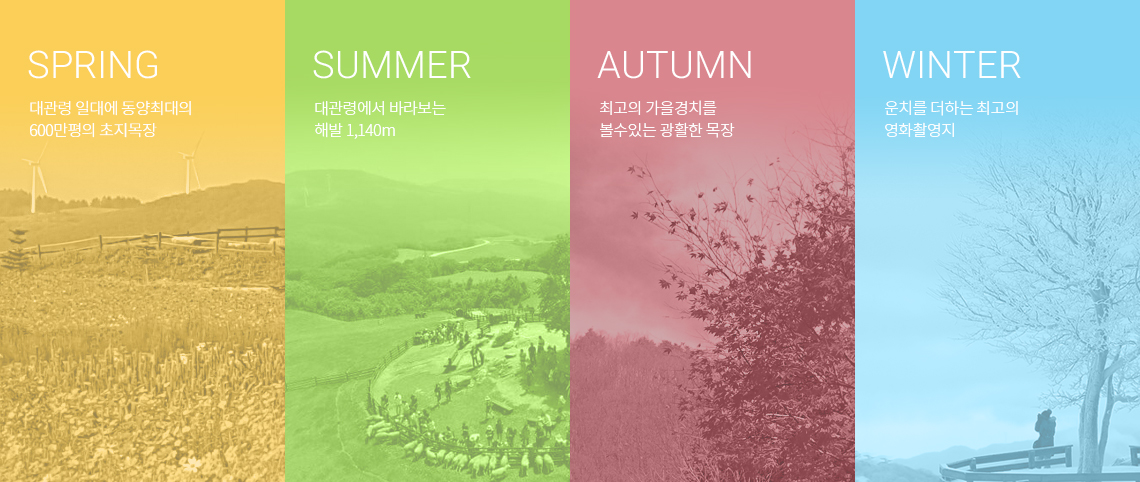 SPRING
대관령 일대에 동양최대의
600만평의 초지목장
SUMMER
대관령에서 바라보는
해발 1,140m
AUTUMN
최고의 가을경치를
볼수있는 광활한 목장
WINTER
운치를 더하는 최고의
영화촬영지